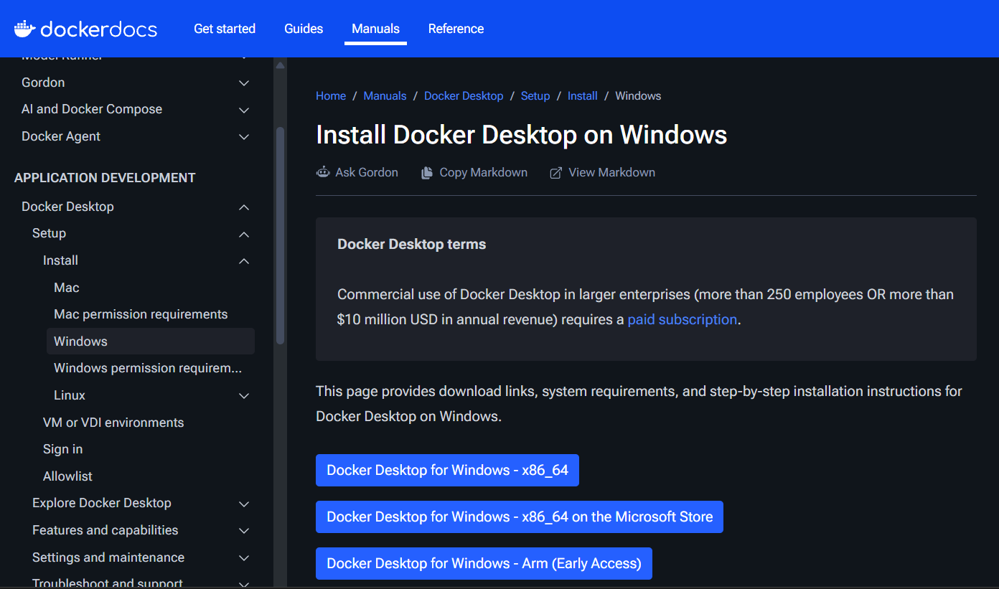 dockerdocs
Get started
Guides
Manuals
Reference
Model Runner
Gordon
AI and Docker Compose
Docker Agent
APPLICATION DEVELOPMENT
Docker Desktop
Setup
Install
Mac
Mac permission requirements
Windows
Windows permission requirem...
Linux
VM or VDI environments
Sign in
Allowlist
Explore Docker Desktop
Features and capabilities
Settings and maintenance
Troubleshoot and support
Home / Manuals / Docker Desktop / Setup / Install / Windows
Install Docker Desktop on Windows
Ask Gordon
Copy Markdown
View Markdown
Docker Desktop terms
Commercial use of Docker Desktop in larger enterprises (more than 250 employees OR more than
$10 million USD in annual revenue) requires a paid subscription.
This page provides download links, system requirements, and step-by-step installation instructions for
Docker Desktop on Windows.
Docker Desktop for Windows - x86_64
Docker Desktop for Windows - x86_64 on the Microsoft Store
Docker Desktop for Windows - Arm (Early Access)